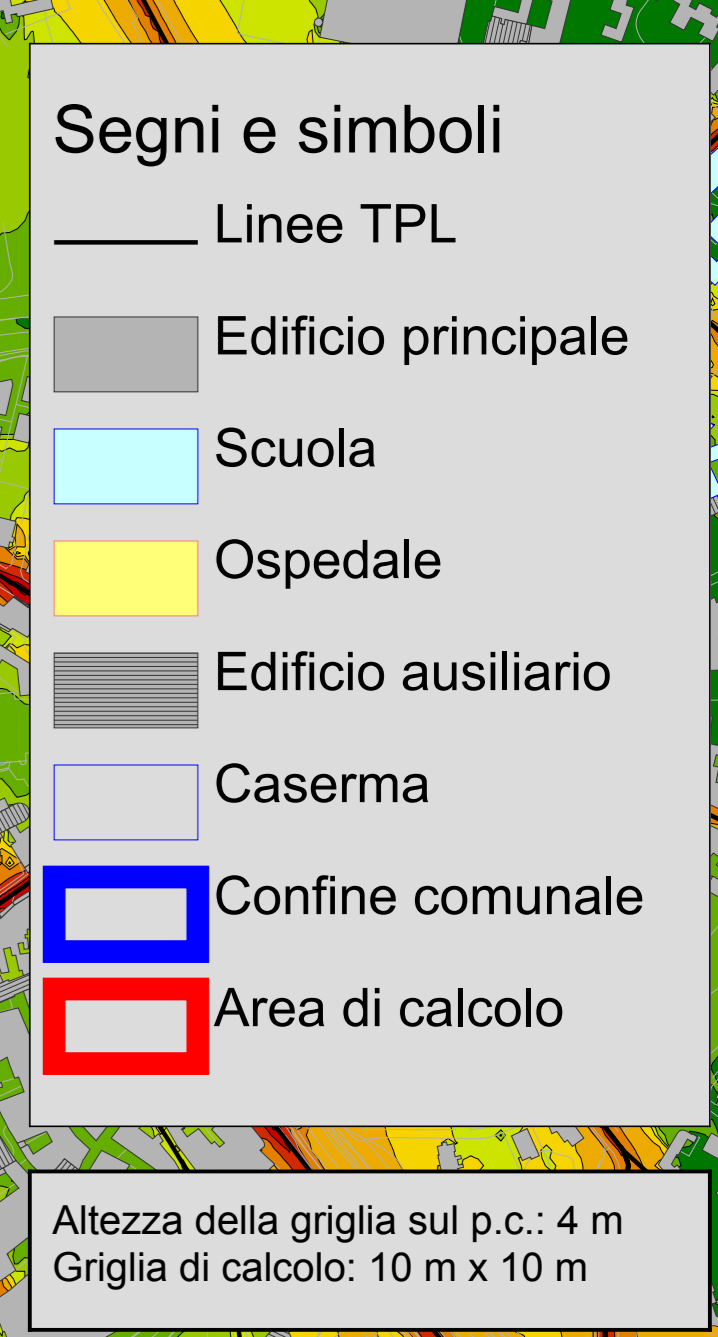 Segni e simboli
Linee TPL
Edificio principale
Scuola
Ospedale
Edificio ausiliario
Caserma
Confine comunale
Area di calcolo
Altezza della griglia sul p.c.: 4 m
Griglia di calcolo: 10 m x 10 m